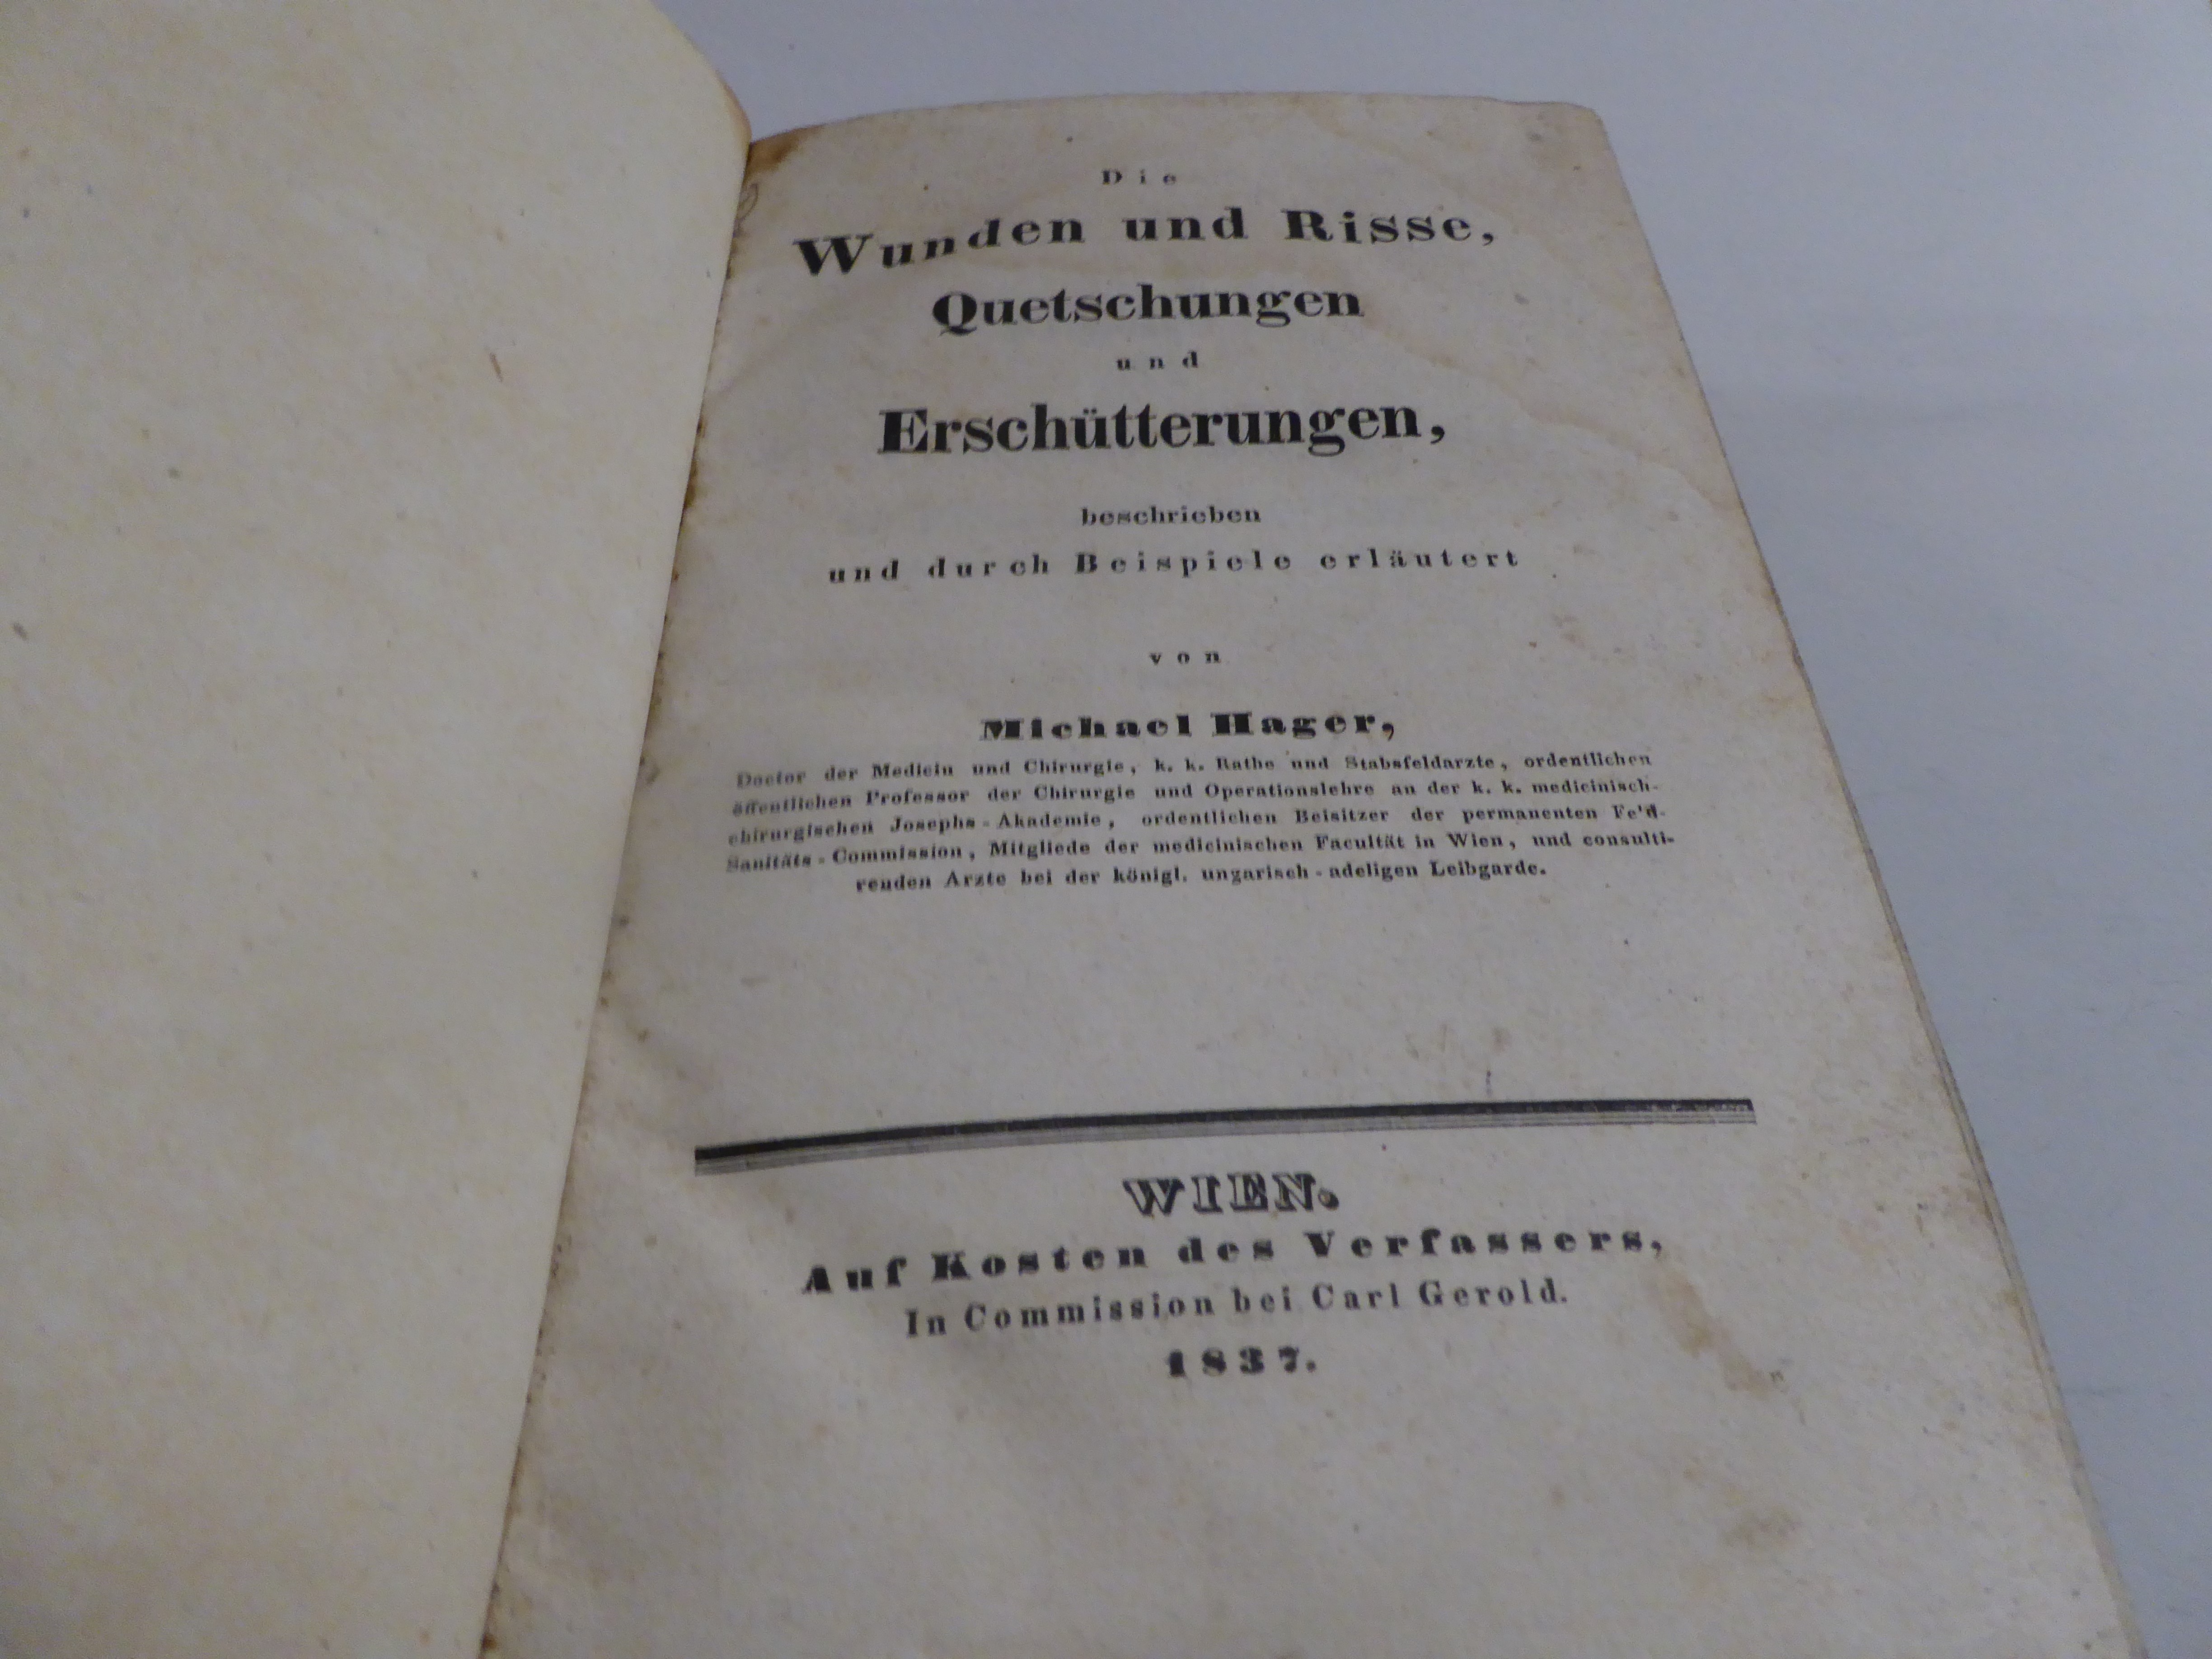 Die
Wunden und Risse,
Quetschungen
und
Erschütterungen,
beschrieben
und durch Beispiele erläutert
von
Michael Hager,
Doctor der Medicin und Chirurgie, k. k. Rathe und Stabsfeldarzte, ordentlichen
öffentlichen Professor der Chirurgie und Operationslehre an der k. k. medicinisch-
chirurgischen Josephs-Akademie, ordentlichen Beisitzer der permanenten Fe'd-
Sanitäts-Commission, Mitgliede der medicinischen Facultät in Wien, und consulti-
renden Arzte bei der königl. ungarisch-adeligen Leibgarde.
WIEN.
Auf Kosten des Verfassers,
In Commission bei Carl Gerold.
1837.